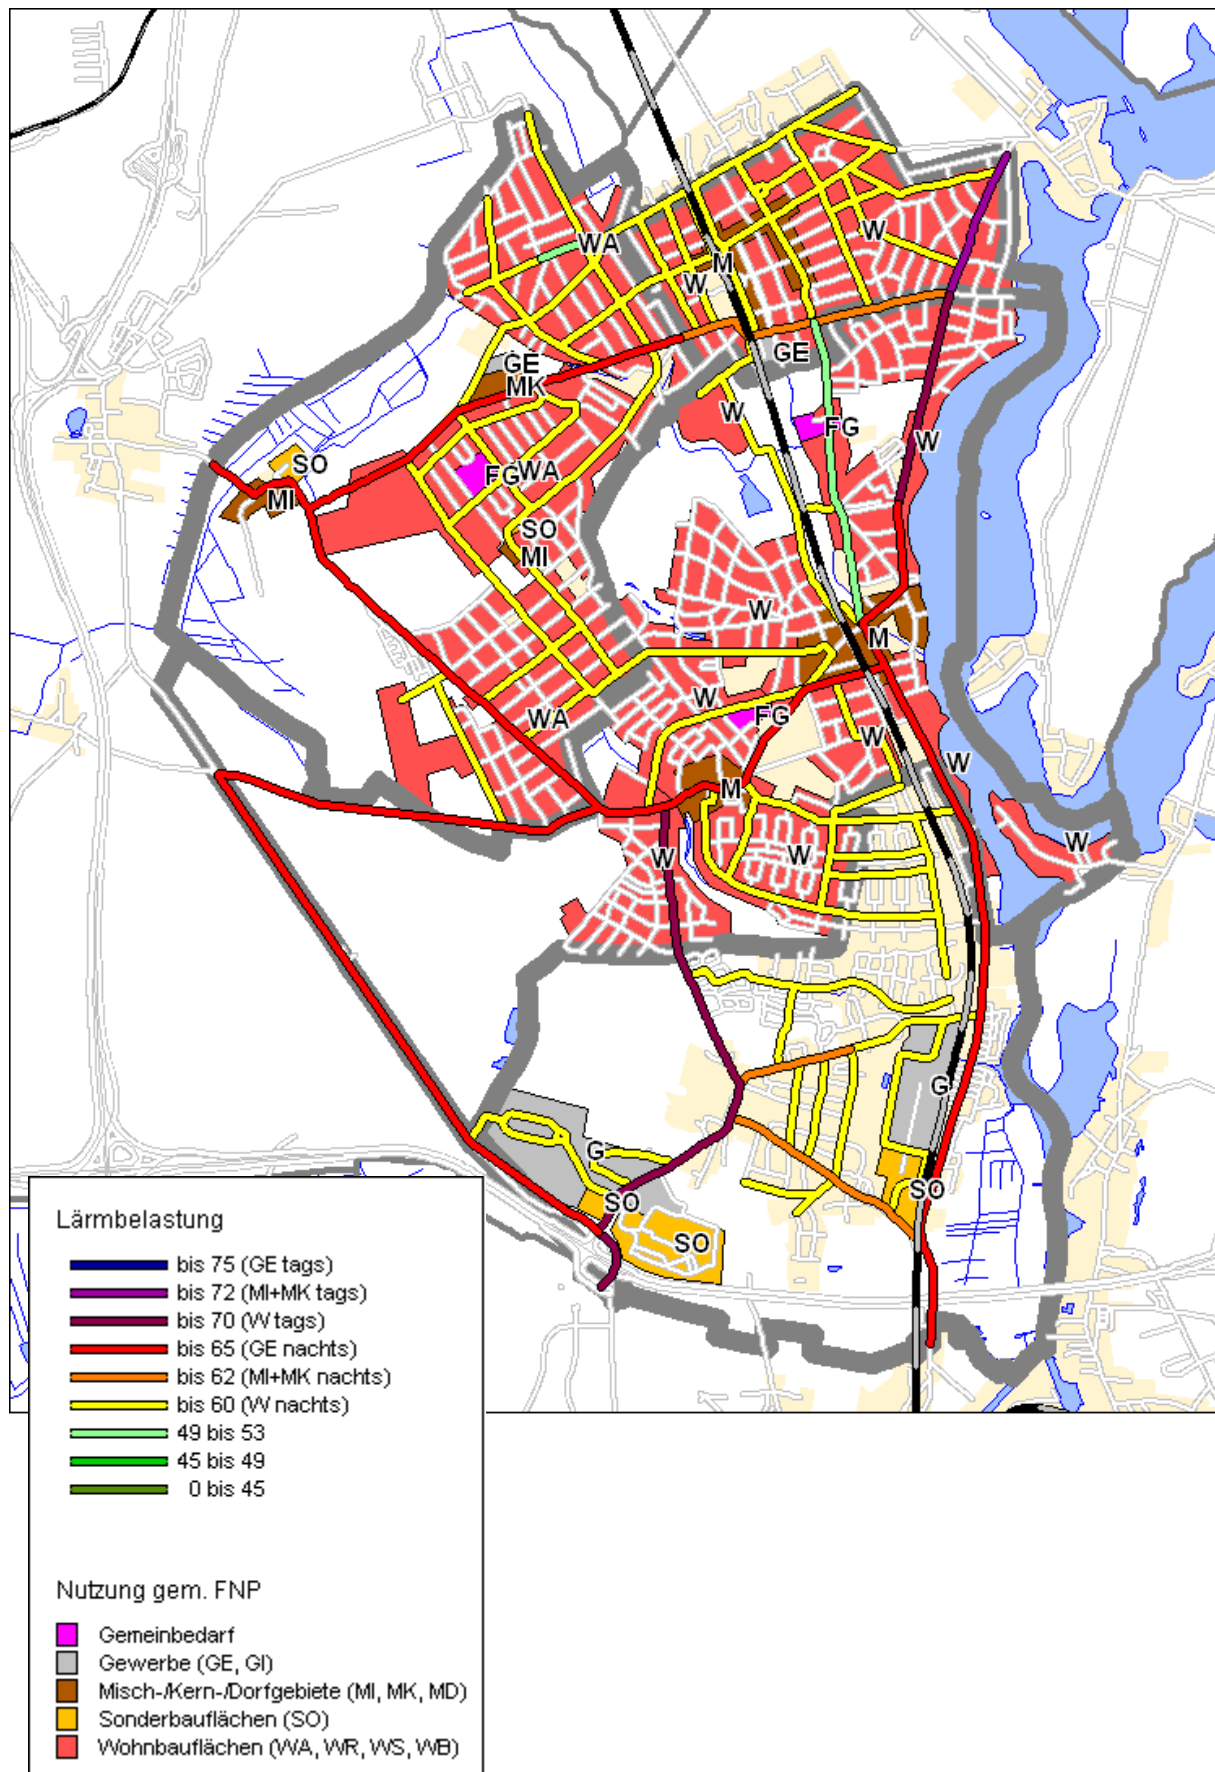 WA
W
M
W
GE
GE
MK
W
FG
W
SO
MI
FG
WA
SO
MI
W
M
W
FG
WA
W
W
M
W
W
W
G
G
SO
SO
SO
Lärmbelastung
bis 75 (GE tags)
bis 72 (MI+MK tags)
bis 70 (W tags)
bis 65 (GE nachts)
bis 62 (MI+MK nachts)
bis 60 (W nachts)
49 bis 53
45 bis 49
0 bis 45
Nutzung gem. FNP
Gemeinbedarf
Gewerbe (GE, GI)
Misch-/Kern-/Dorfgebiete (MI, MK, MD)
Sonderbauflächen (SO)
Wohnbauflächen (WA, WR, WS, WB)